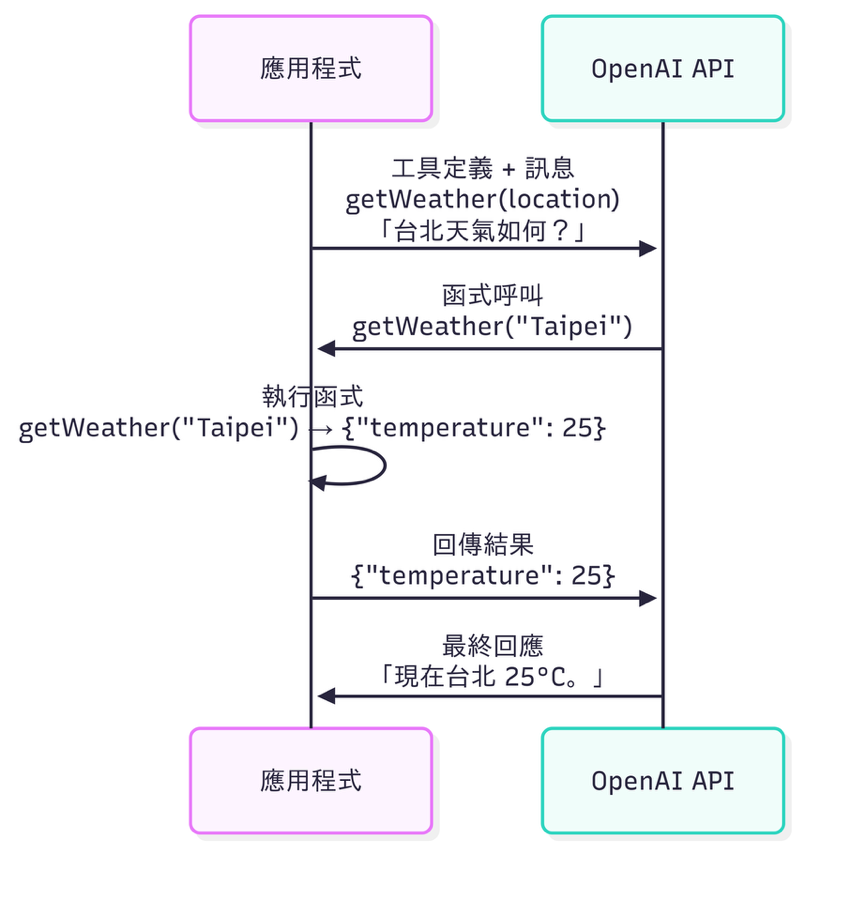 應用程式
OpenAI API
工具定義 + 訊息
getWeather(location)
「台北天氣如何？」
函式呼叫
getWeather("Taipei")
執行函式
getWeather("Taipei") → {"temperature": 25}
回傳結果
{"temperature": 25}
最終回應
「現在台北 25°C。」
應用程式
OpenAI API